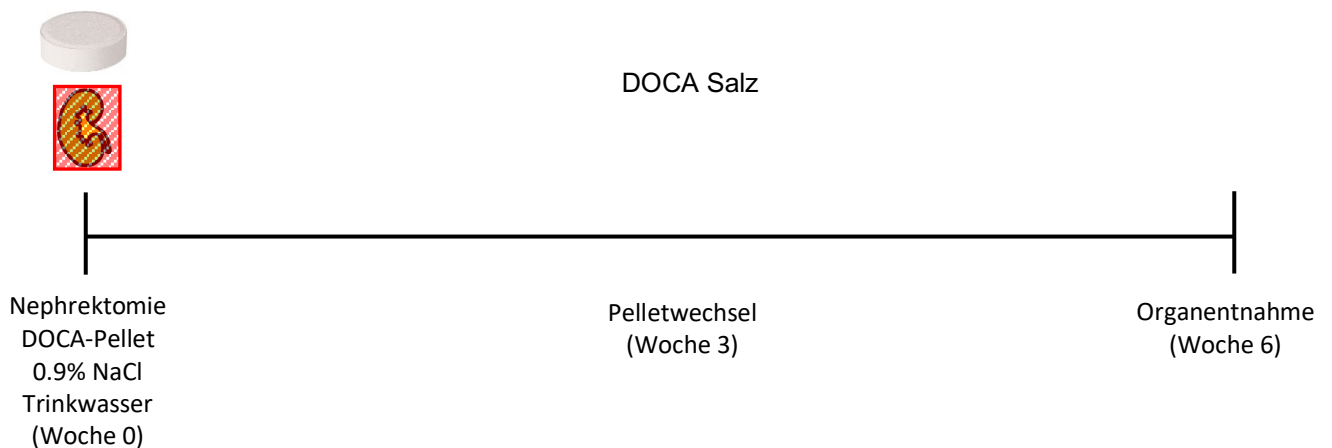 DOCA Salz
Nephrektomie
DOCA-Pellet
0.9% NaCl
Trinkwasser
(Woche 0)
Pelletwechsel
(Woche 3)
Organentnahme
(Woche 6)